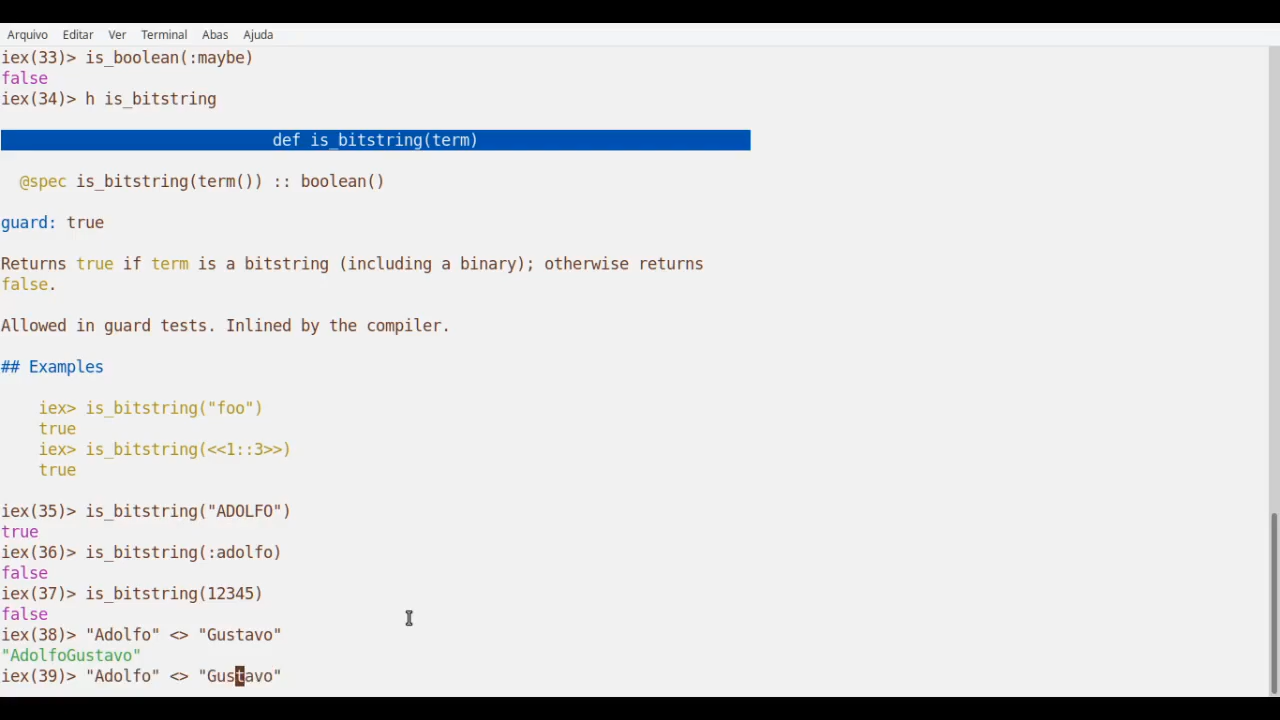 Arquivo Editar Ver Terminal Abas Ajuda
iex(33)> is_boolean(:maybe)
false
iex(34)> h is_bitstring
def is_bitstring(term)
@spec is_bitstring(term()) :: boolean()
guard: true
Returns true if term is a bitstring (including a binary); otherwise returns
false.
Allowed in guard tests. Inlined by the compiler.
## Examples
iex> is_bitstring("foo")
true
iex> is_bitstring(<<1::3>>)
true
iex(35)> is_bitstring("ADOLFO")
true
iex(36)> is_bitstring(:adolfo)
false
iex(37)> is_bitstring(12345)
false
iex(38)> "Adolfo" <> "Gustavo"
"AdolfoGustavo"
iex(39)> "Adolfo" <> "Gustavo"